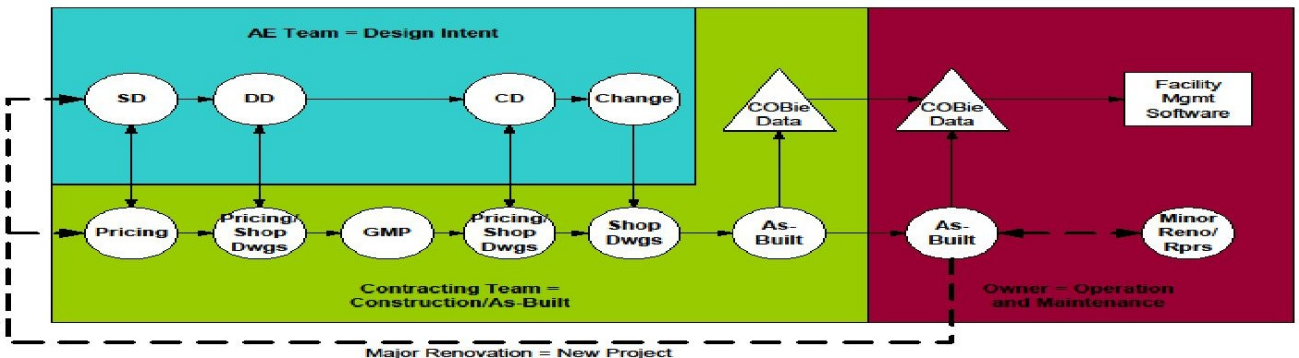 AE Team = Design Intent
SD
DD
CD
Change
COBie
Data
COBie
Data
Facility
Mgmt
Software
Pricing
Pricing/
Shop
Dwgs
GMP
Pricing/
Shop
Dwgs
Shop
Dwgs
As-
Built
As-
Built
Minor
Reno/
Rprs
Contracting Team =
Construction/As-Built
Owner = Operation
and Maintenance
Major Renovation = New Project